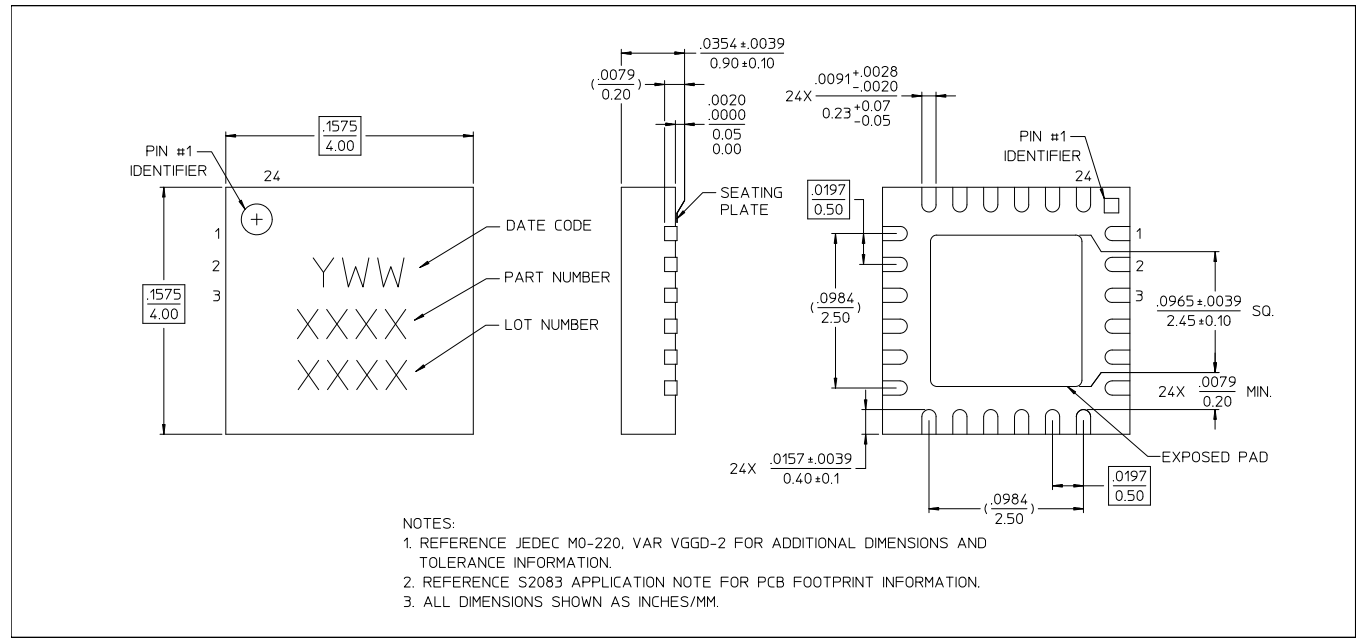 PIN #1
IDENTIFIER
24
.1575
4.00
1
2
3
.1575
4.00
YWW
XXXX
XXXX
DATE CODE
PART NUMBER
LOT NUMBER
.0354±.0039
0.90±0.10
(.0079)
0.20
.0020
.0000
0.05
0.00
SEATING
PLATE
24X .0091 +.0028
-.0020
0.23 +0.07
-0.05
PIN #1
IDENTIFIER
24
.0197
0.50
1
2
3
(.0984)
2.50
.0965±.0039 SQ.
2.45±0.10
24X .0079 MIN.
0.20
24X .0157±.0039
0.40±0.1
EXPOSED PAD
.0197
0.50
(.0984)
2.50
NOTES:
1. REFERENCE JEDEC MO-220, VAR VGGD-2 FOR ADDITIONAL DIMENSIONS AND
TOLERANCE INFORMATION.
2. REFERENCE S2083 APPLICATION NOTE FOR PCB FOOTPRINT INFORMATION.
3. ALL DIMENSIONS SHOWN AS INCHES/MM.